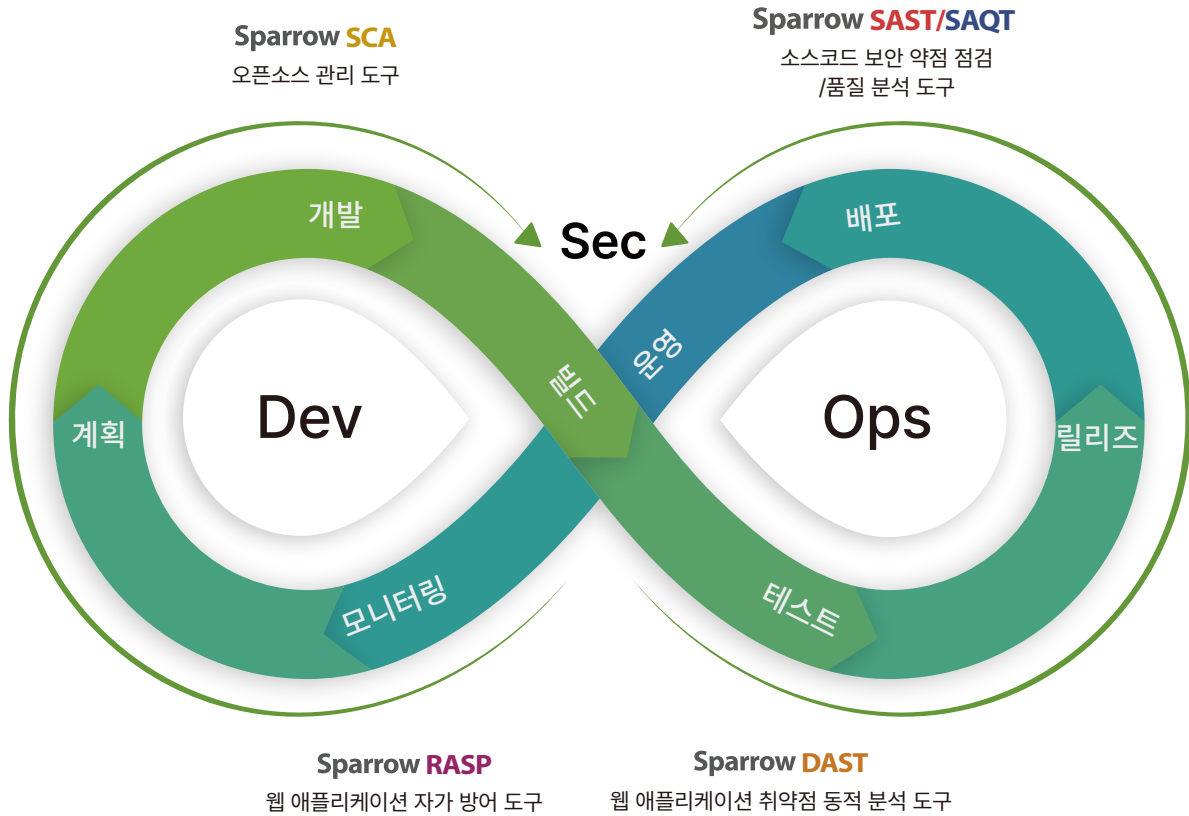 Sparrow SCA
오픈소스 관리 도구
Sparrow SAST/SAQT
소스코드 보안 약점 점검
/품질 분석 도구
개발
배포
Sec
운영
빌드
Dev
Ops
계획
릴리즈
모니터링
테스트
Sparrow RASP
웹 애플리케이션 자가 방어 도구
Sparrow DAST
웹 애플리케이션 취약점 동적 분석 도구